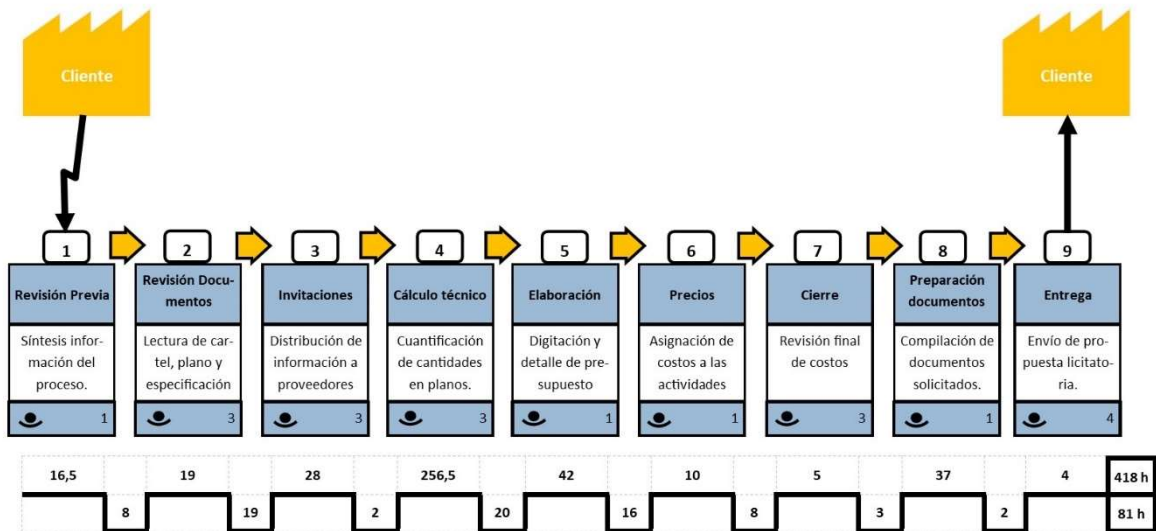 Cliente
Cliente
1
2
3
4
5
6
7
8
9
Revisión Previa
Revisión Docu-
mentos
Invitaciones
Cálculo técnico
Elaboración
Precios
Cierre
Preparación
documentos
Entrega
Síntesis infor-
mación del
proceso.
Lectura de car-
tel, plano y
especificación
Distribución de
información a
proveedores
Cuantificación
de cantidades
en planos.
Digitación y
detalle de pre-
supuesto
Asignación de
costos a las
actividades
Revisión final
de costos
Compilación de
documentos
solicitados.
Envío de pro-
puesta licitato-
ria.
1
3
3
3
1
1
3
1
4
16,5
19
28
256,5
42
10
5
37
4
418 h
8
19
2
20
16
8
3
2
81 h